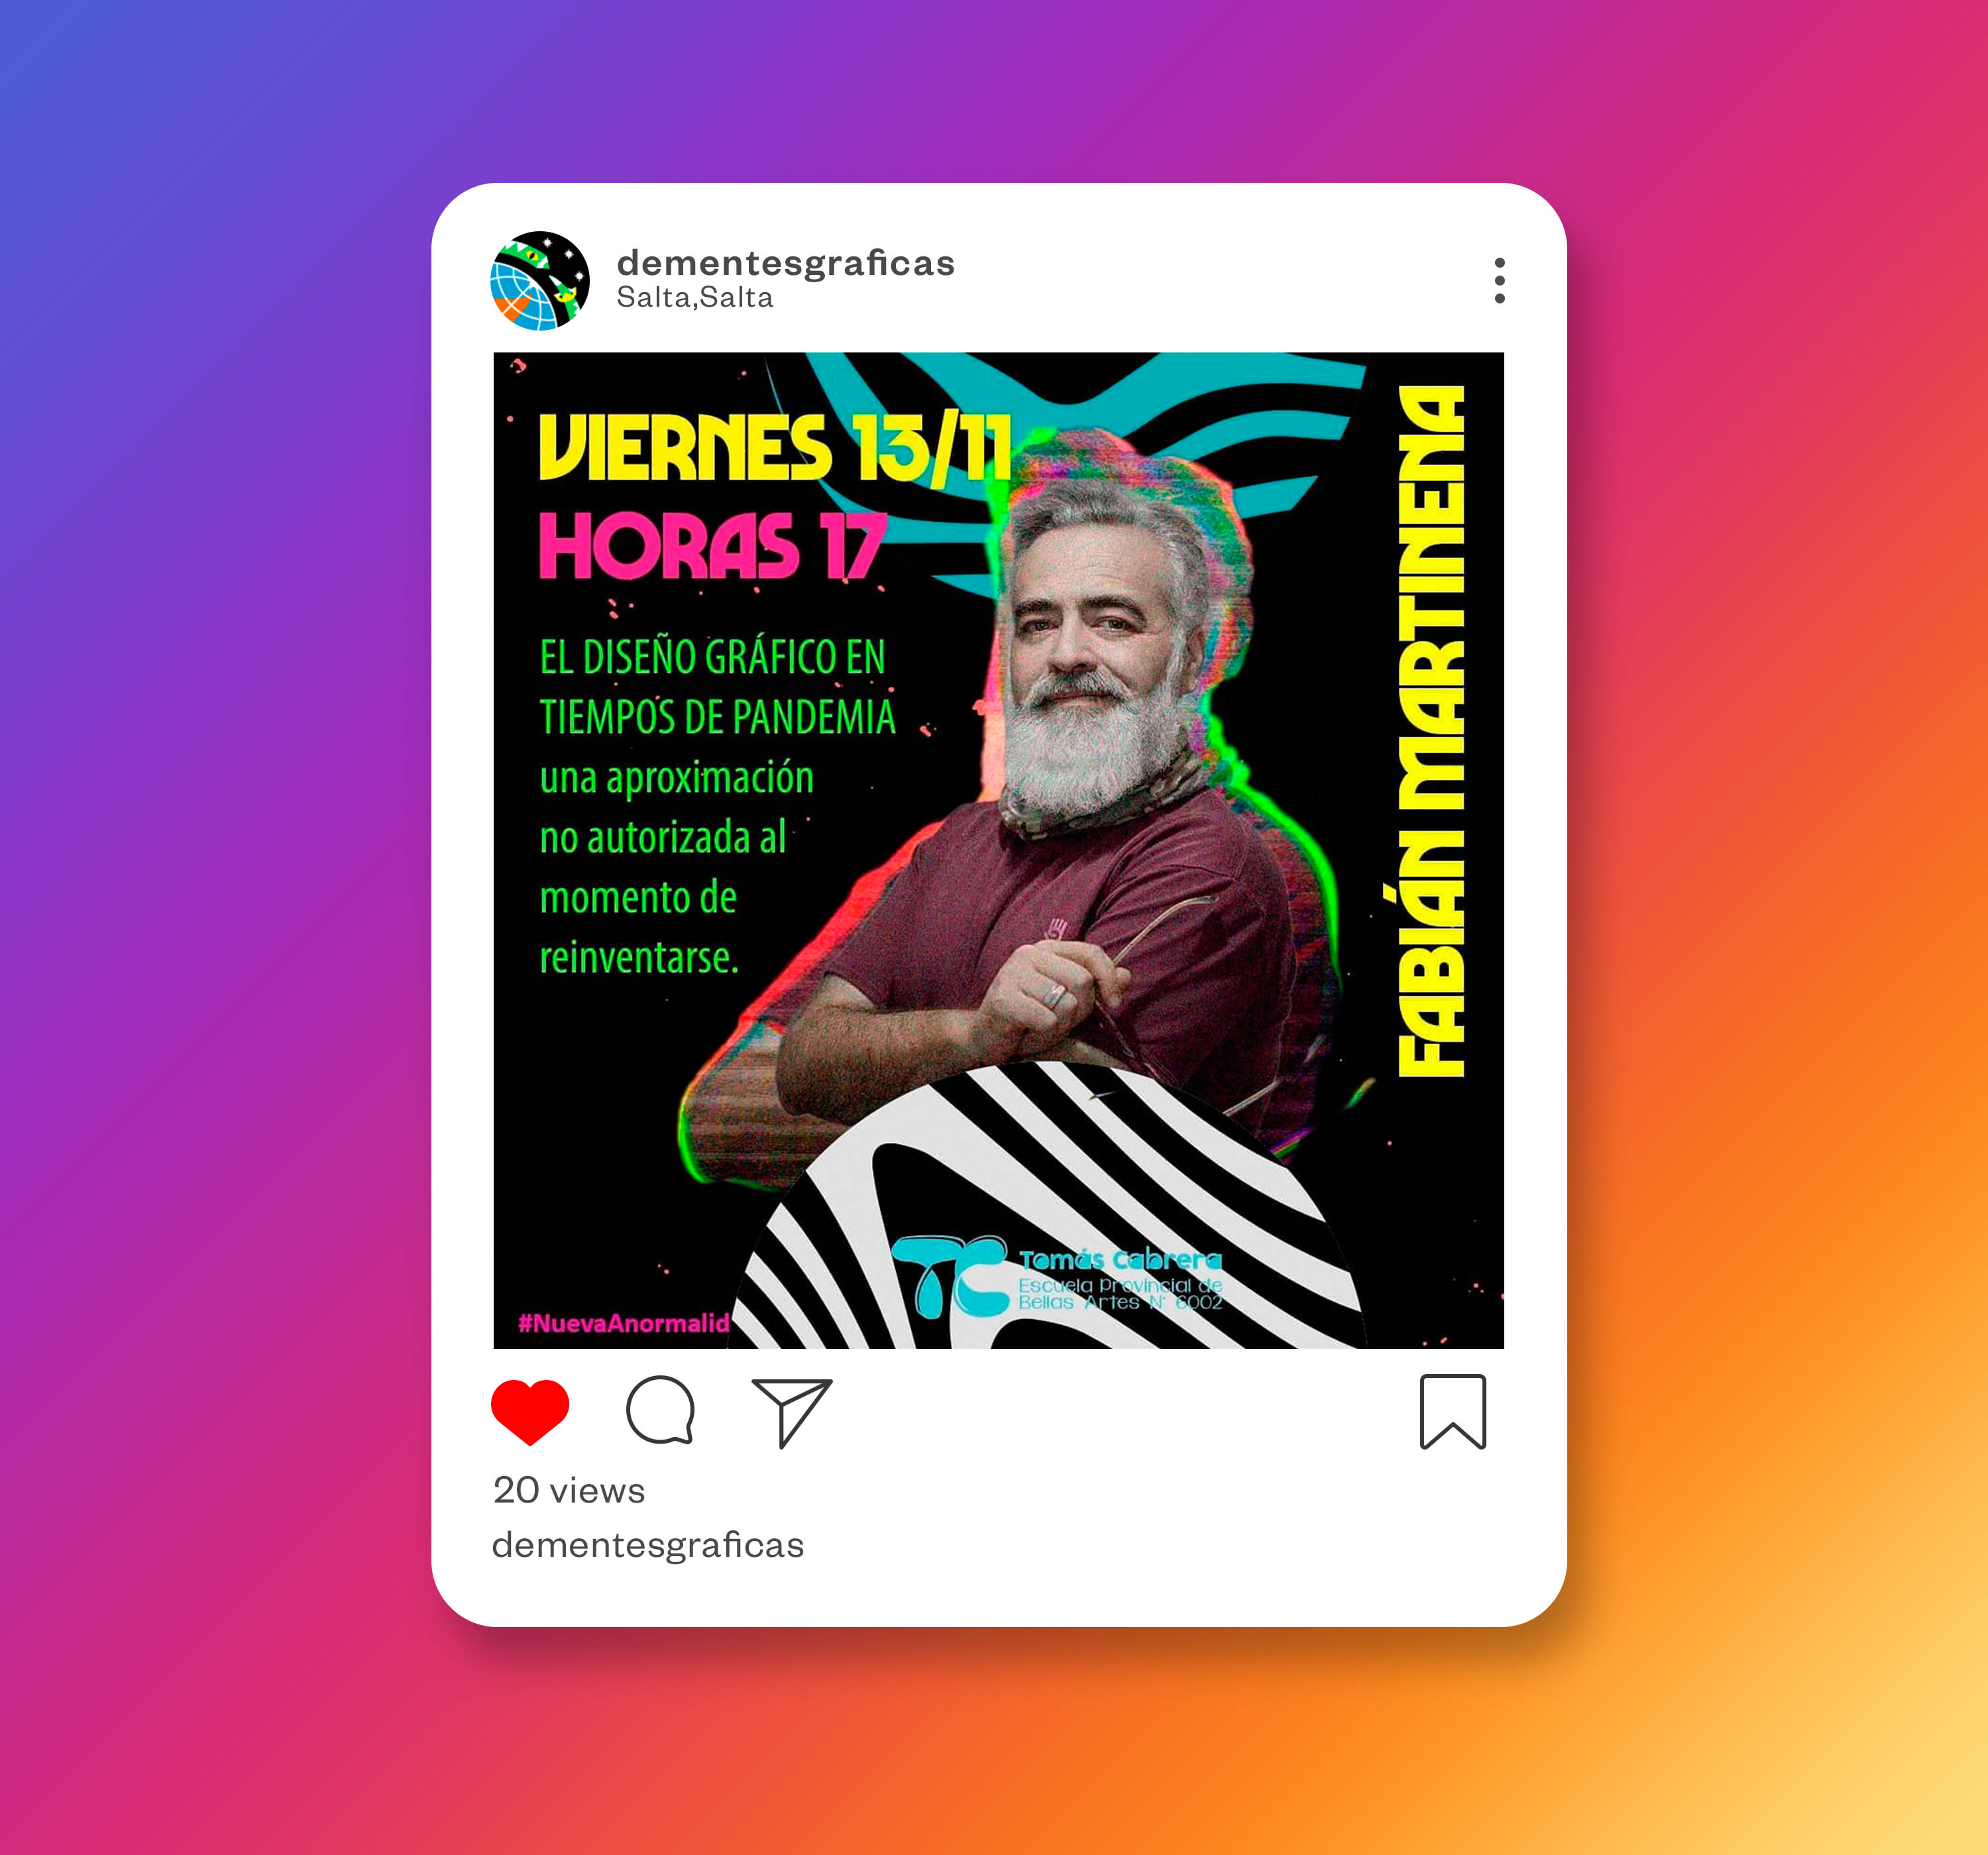 dementesgraficas
Salta,Salta
VIERNES 13/11
HORAS 17
EL DISEÑO GRÁFICO EN
TIEMPOS DE PANDEMIA
una aproximación
no autorizada al
momento de
reinventarse.
FABIÁN MARTINENA
TC
Tomás Cabrera
Escuela Provincial de
Bellas Artes N° 6002
#NuevaAnormalid
20 views
dementesgraficas